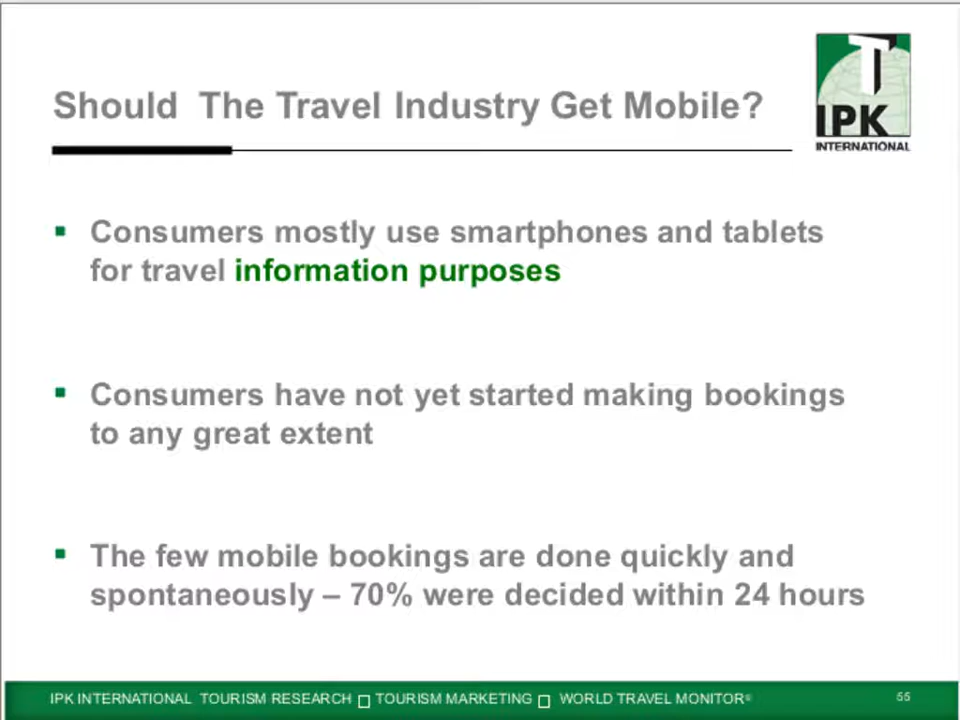 Should The Travel Industry Get Mobile?
T
IPK
INTERNATIONAL
Consumers mostly use smartphones and tablets
for travel information purposes
Consumers have not yet started making bookings
to any great extent
The few mobile bookings are done quickly and
spontaneously – 70% were decided within 24 hours
IPK INTERNATIONAL TOURISM RESEARCH □ TOURISM MARKETING □ WORLD TRAVEL MONITOR® 55